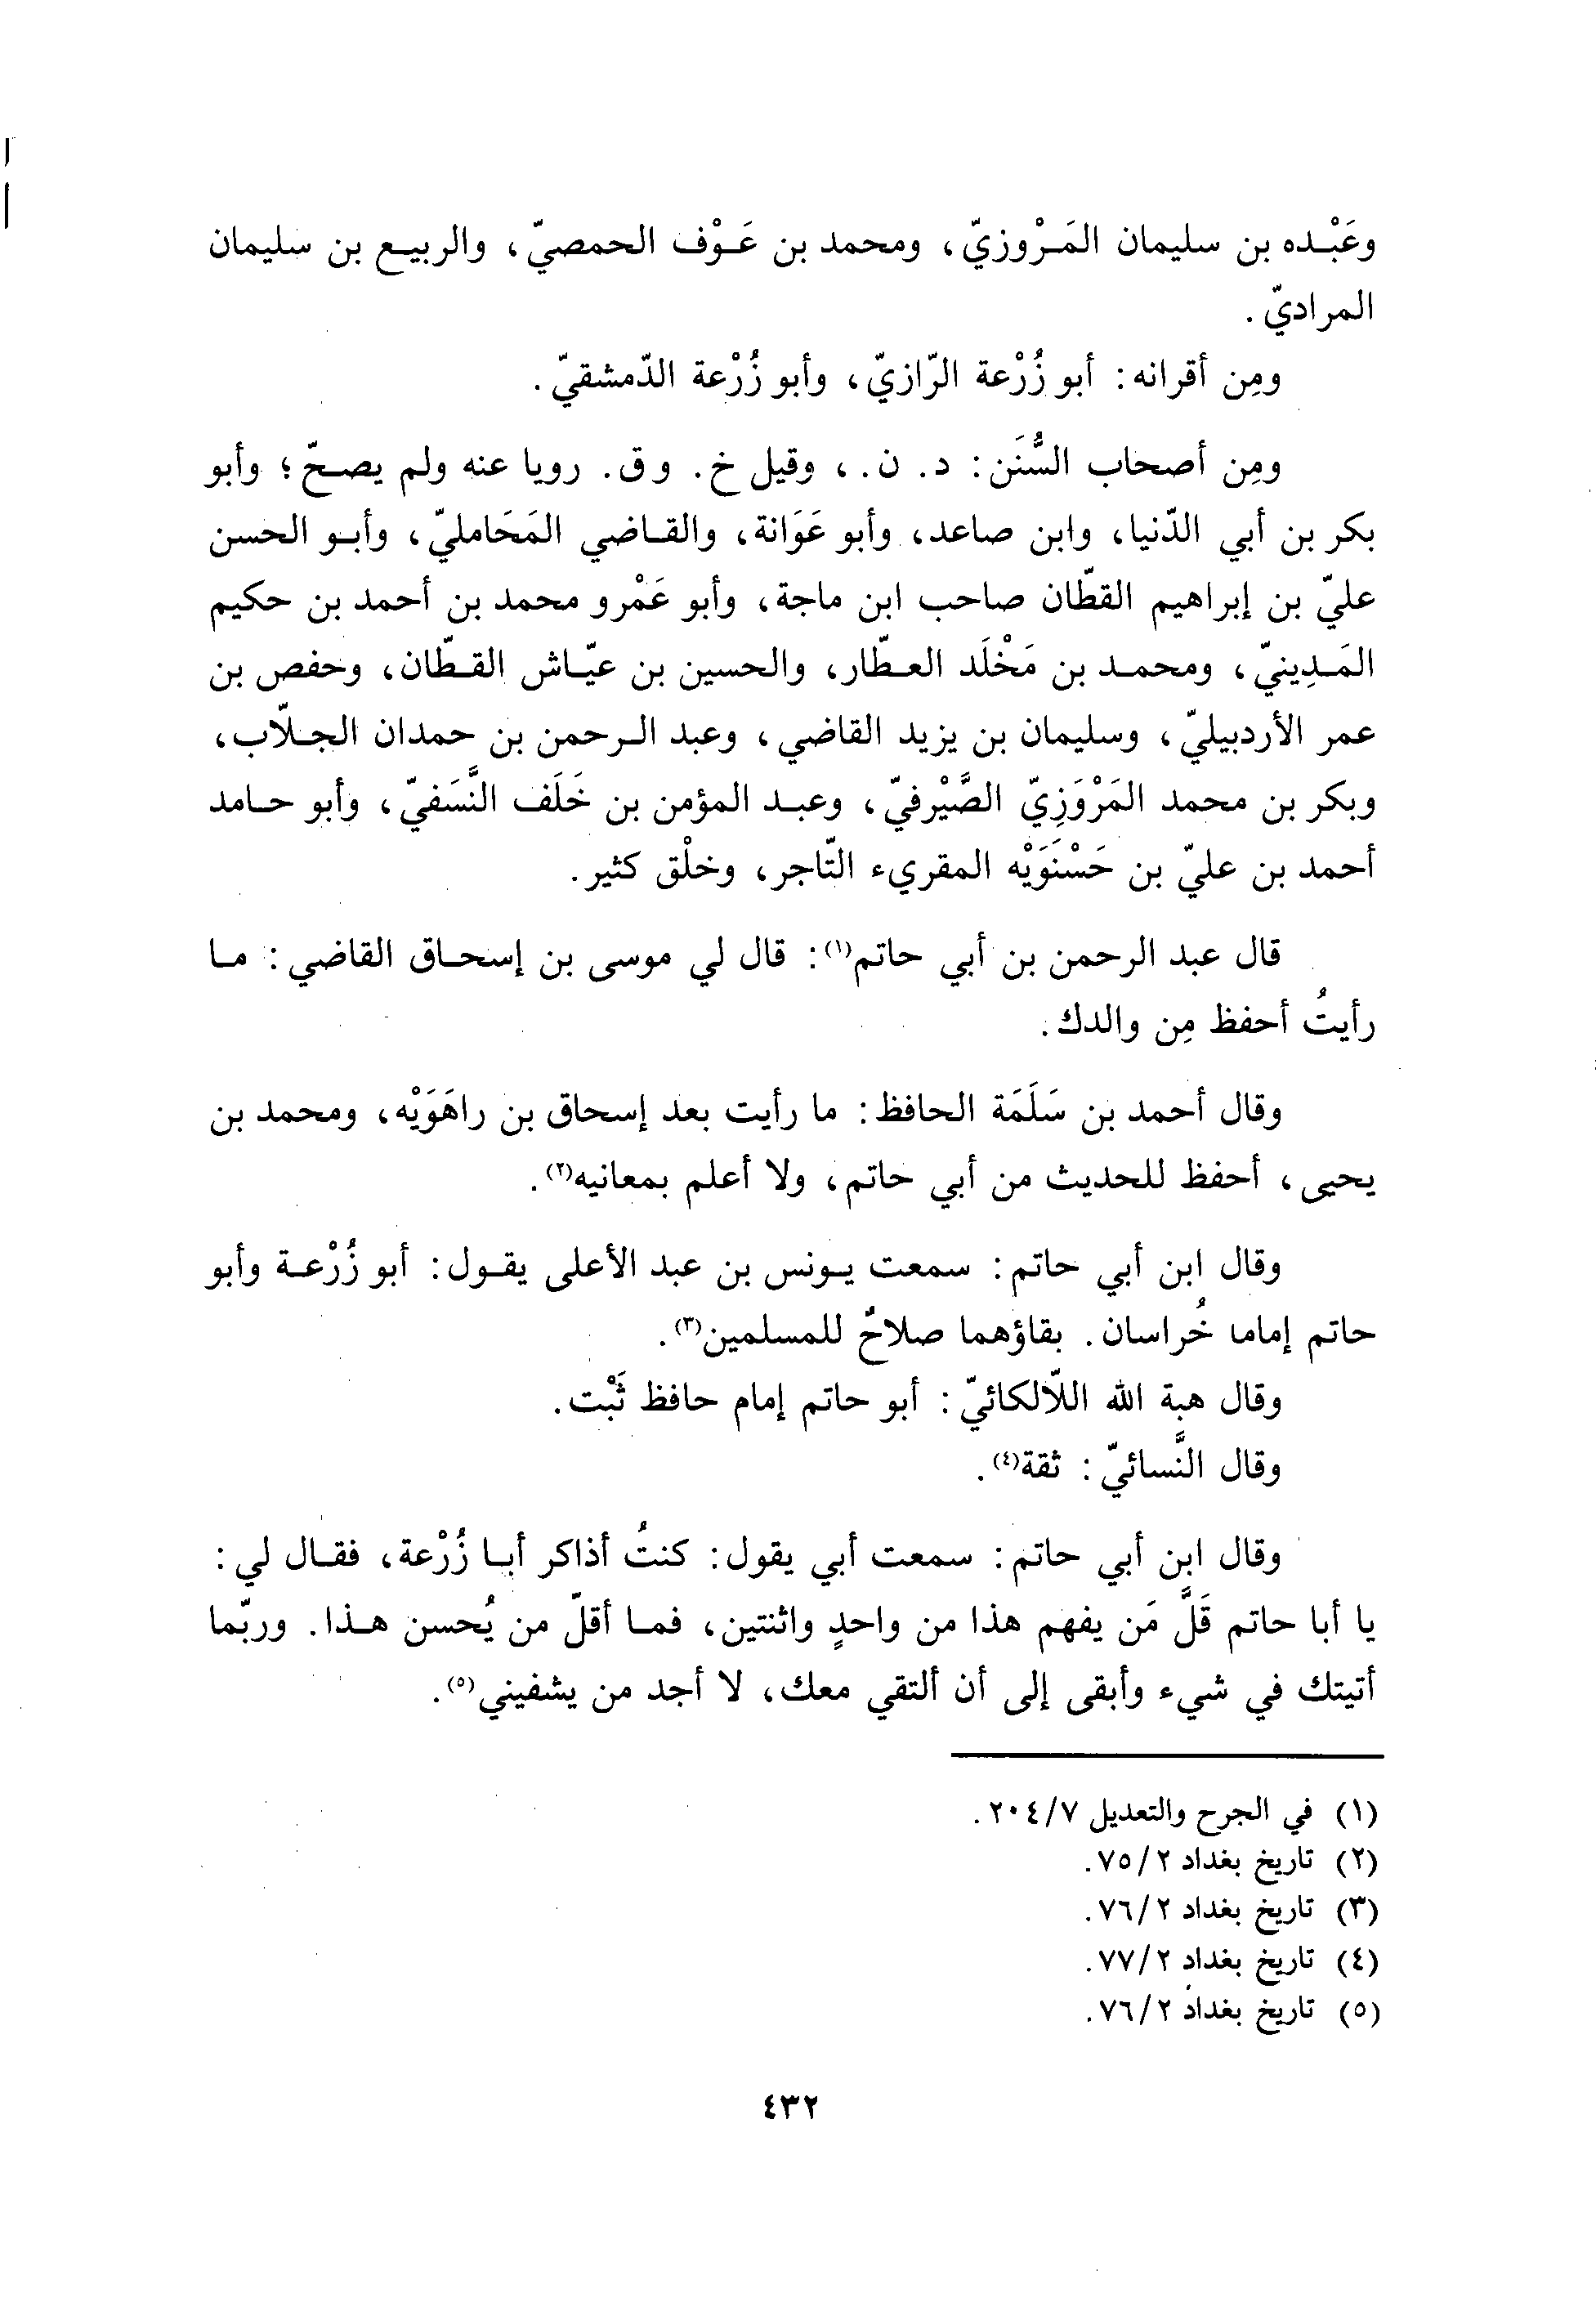 وعَبْده بن سليمان المَرْوزيّ، ومحمد بن عَوْف الحمصيّ، والربيع بن سليمان
المراديّ.
ومِن أقرانه: أبو زُرْعة الرّازيّ، وأبو زُرْعة الدّمشقيّ.
ومِن أصحاب السُّنَن: د. ن.، وقيل خ. وق. رويا عنه ولم يصحّ؛ وأبو
بكر بن أبي الدّنيا، وابن صاعد، وأبو عَوَانة، والقاضي المَحَامليّ، وأبو الحسن
عليّ بن إبراهيم القطّان صاحب ابن ماجة، وأبو عَمْرو محمد بن أحمد بن حكيم
المَدِينيّ، ومحمد بن مَخْلَد العطّار، والحسين بن عيّاش القطّان، وحفص بن
عمر الأردبيليّ، وسليمان بن يزيد القاضي، وعبد الرحمن بن حمدان الجلّاب،
وبكر بن محمد المَرْوَزِيّ الصَّيْرفيّ، وعبد المؤمن بن خَلَف النَّسَفيّ، وأبو حامد
أحمد بن عليّ بن حَسْنَوَيْه المقريء التّاجر، وخلْق كثير.
قال عبد الرحمن بن أبي حاتم(١): قال لي موسى بن إسحاق القاضي: ما
رأيتُ أحفظ مِن والدك.
وقال أحمد بن سَلَمَة الحافظ: ما رأيت بعد إسحاق بن راهَوَيْه، ومحمد بن
يحيى، أحفظ للحديث من أبي حاتم، ولا أعلم بمعانيه(٢).
وقال ابن أبي حاتم: سمعت يونس بن عبد الأعلى يقول: أبو زُرْعة وأبو
حاتم إماما خُراسان. بقاؤهما صلاحٌ للمسلمين(٣).
وقال هبة الله اللّالكائيّ: أبو حاتم إمام حافظ ثَبْت.
وقال النَّسائيّ: ثقة(٤).
وقال ابن أبي حاتم: سمعت أبي يقول: كنتُ أذاكر أبا زُرْعة، فقال لي:
يا أبا حاتم قَلَّ مَن يفهم هذا من واحدٍ واثنتين، فما أقلّ من يُحسن هذا. وربّما
أتيتك في شيء وأبقى إلى أن ألتقي معك، لا أجد من يشفيني(٥).
(١) في الجرح والتعديل ٢٠٤/٧.
(٢) تاريخ بغداد ٧٥/٢.
(٣) تاريخ بغداد ٧٦/٢.
(٤) تاريخ بغداد ٧٧/٢.
(٥) تاريخ بغداد ٧٦/٢.
٤٣٢